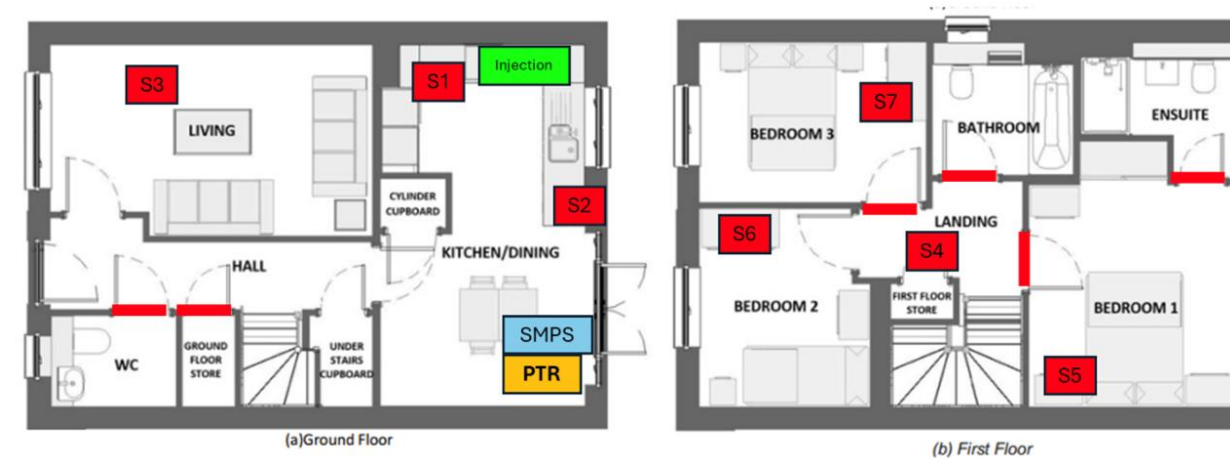 S3
S1
Injection
LIVING
CYLINDER
CUPBOARD
S2
HALL
KITCHEN/DINING
SMPS
PTR
WC
GROUND
FLOOR
STORE
UNDER
STAIRS
CUPBOARD
(a)Ground Floor
S7
BEDROOM 3
BATHROOM
ENSUITE
S6
LANDING
S4
BEDROOM 2
FIRST FLOOR
STORE
BEDROOM 1
S5
(b) First Floor